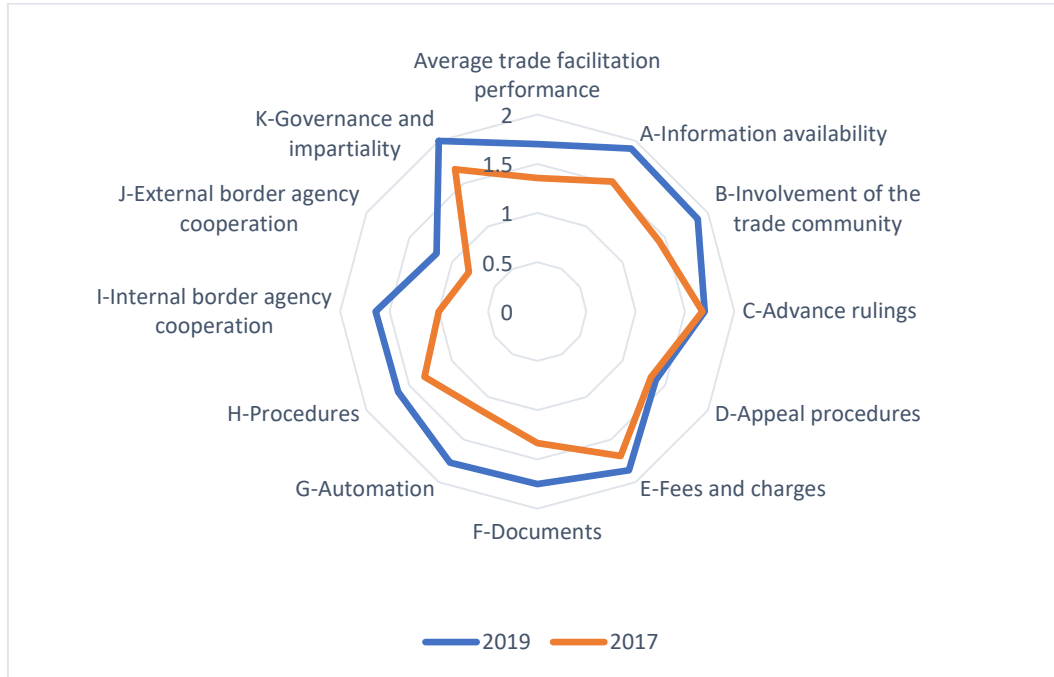 Average trade facilitation
performance
K-Governance and
impartiality
A-Information availability
J-External border agency
cooperation
B-Involvement of the
trade community
I-Internal border agency
cooperation
C-Advance rulings
H-Procedures
D-Appeal procedures
G-Automation
E-Fees and charges
F-Documents
2
1.5
1
0.5
0
2019
2017